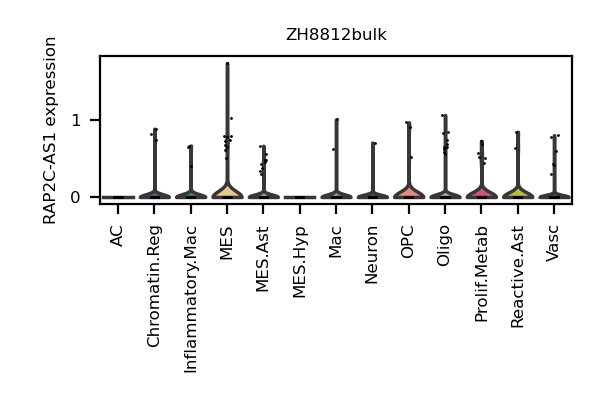 ZH8812bulk
RAP2C-AS1 expression
1
0
AC
Chromatin.Reg
Inflammatory.Mac
MES
MES.Ast
MES.Hyp
Mac
Neuron
OPC
Oligo
Prolif.Metab
Reactive.Ast
Vasc